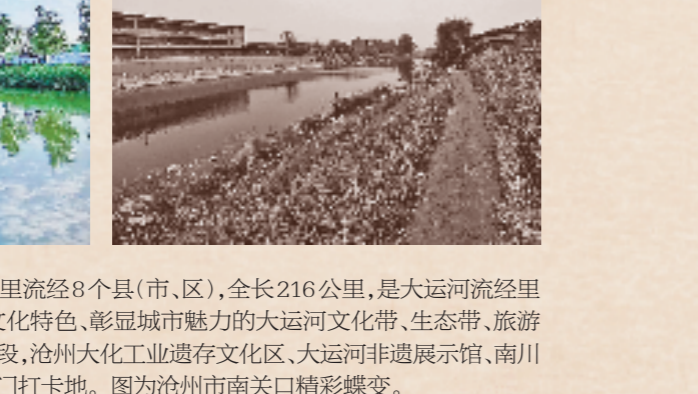 里流经8个县(市、区),全长216公里,是大运河流经里
文化特色、彰显城市魅力的大运河文化带、生态带、旅游
段,沧州大化工业遗存文化区、大运河非遗展示馆、南川
门打卡地。图为沧州市南关口精彩蝶变。